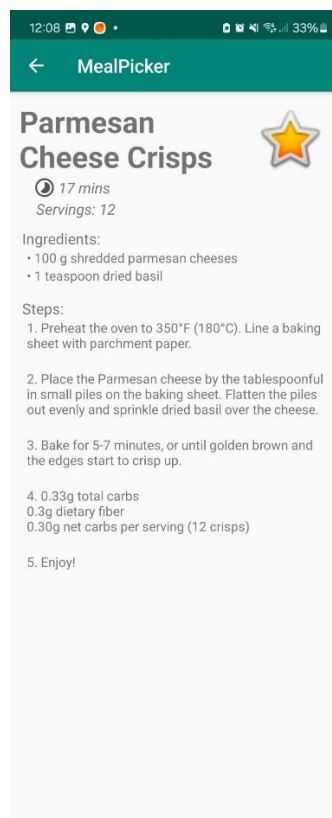 12:08
33%
MealPicker
Parmesan
Cheese Crisps
17 mins
Servings: 12
Ingredients:
• 100 g shredded parmesan cheeses
• 1 teaspoon dried basil
Steps:
1. Preheat the oven to 350°F (180°C). Line a baking
sheet with parchment paper.
2. Place the Parmesan cheese by the tablespoonful
in small piles on the baking sheet. Flatten the piles
out evenly and sprinkle dried basil over the cheese.
3. Bake for 5-7 minutes, or until golden brown and
the edges start to crisp up.
4. 0.33g total carbs
0.3g dietary fiber
0.30g net carbs per serving (12 crisps)
5. Enjoy!